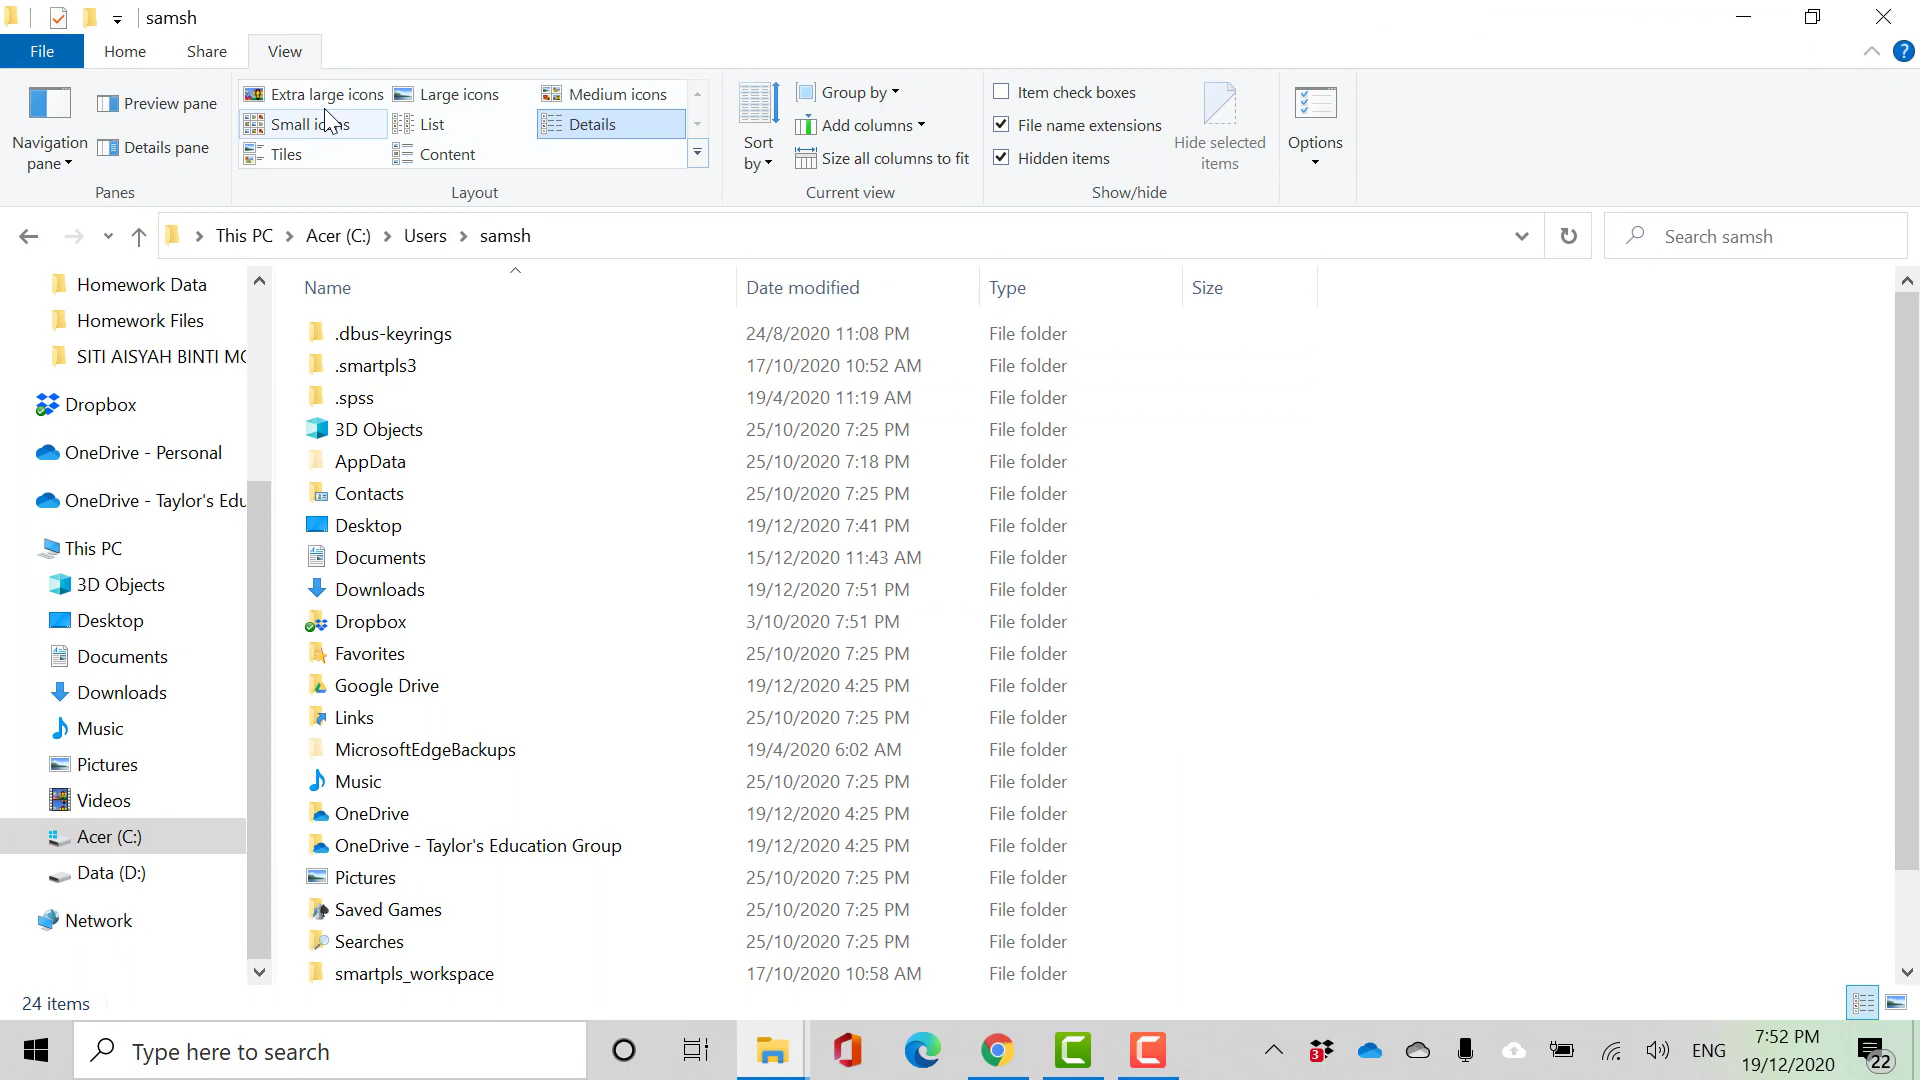 samsh
File Home Share View
Extra large icons Large icons Medium icons
Small icons List Details
Tiles Content
Navigation pane
Preview pane
Details pane
Panes
Layout
Sort by
Group by
Add columns
Size all columns to fit
Current view
Item check boxes
File name extensions
Hidden items
Hide selected items
Show/hide
Options
This PC > Acer (C:) > Users > samsh
Search samsh
Homework Data
Homework Files
SITI AISYAH BINTI MC
Dropbox
OneDrive - Personal
OneDrive - Taylor's Edu
This PC
3D Objects
Desktop
Documents
Downloads
Music
Pictures
Videos
Acer (C:)
Data (D:)
Network
Name Date modified Type Size
.dbus-keyrings 24/8/2020 11:08 PM File folder
.smartpls3 17/10/2020 10:52 AM File folder
.spss 19/4/2020 11:19 AM File folder
3D Objects 25/10/2020 7:25 PM File folder
AppData 25/10/2020 7:18 PM File folder
Contacts 25/10/2020 7:25 PM File folder
Desktop 19/12/2020 7:41 PM File folder
Documents 15/12/2020 11:43 AM File folder
Downloads 19/12/2020 7:51 PM File folder
Dropbox 3/10/2020 7:51 PM File folder
Favorites 25/10/2020 7:25 PM File folder
Google Drive 19/12/2020 4:25 PM File folder
Links 25/10/2020 7:25 PM File folder
MicrosoftEdgeBackups 19/4/2020 6:02 AM File folder
Music 25/10/2020 7:25 PM File folder
OneDrive 19/12/2020 4:25 PM File folder
OneDrive - Taylor's Education Group 19/12/2020 4:25 PM File folder
Pictures 25/10/2020 7:25 PM File folder
Saved Games 25/10/2020 7:25 PM File folder
Searches 25/10/2020 7:25 PM File folder
smartpls_workspace 17/10/2020 10:58 AM File folder
24 items
Type here to search
3
ENG
7:52 PM
19/12/2020
22